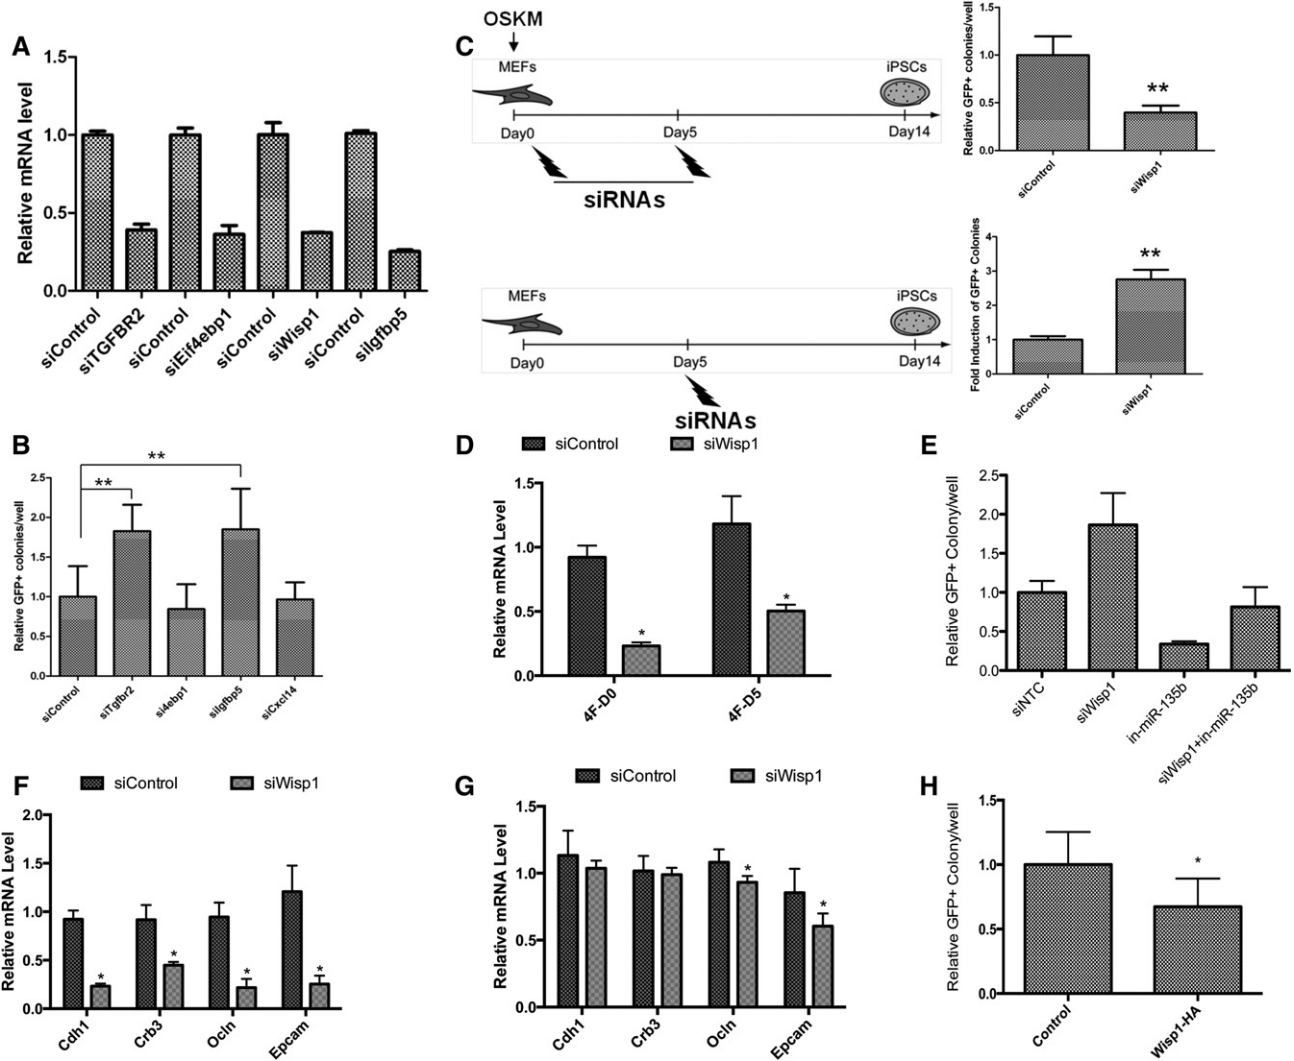 A
Relative mRNA level
1.5
1.0
0.5
0.0
siControl
siTGFBR2
siControl
siEif4ebp1
siControl
siWisp1
siControl
siIgfbp5
C
OSKM
MEFs
iPSCs
Day0
Day5
Day14
siRNAs
Relative GFP+ colonies/well
1.5
1.0
0.5
0.0
**
siControl
siWisp1
MEFs
iPSCs
Day0
Day5
Day14
siRNAs
Fold Induction of GFP+ Colonies
4
3
2
1
0
**
siControl
siWisp1
B
Relative GFP+ colonies/well
2.5
2.0
1.5
1.0
0.5
0.0
**
**
siControl
siTgfbr2
si4ebp1
siIgfbp5
siCxcl14
D
siControl
siWisp1
Relative mRNA Level
1.5
1.0
0.5
0.0
*
*
4F-D0
4F-D5
E
Relative GFP+ Colony/well
2.5
2.0
1.5
1.0
0.5
0.0
siNTC
siWisp1
in-miR-135b
siWisp1+in-miR-135b
F
siControl
siWisp1
Relative mRNA Level
2.0
1.5
1.0
0.5
0.0
*
*
*
*
Cdh1
Crb3
Ocln
Epcam
G
siControl
siWisp1
Relative mRNA Level
1.5
1.0
0.5
0.0
*
*
Cdh1
Crb3
Ocln
Epcam
H
Relative GFP+ Colony/well
1.5
1.0
0.5
0.0
*
Control
Wisp1-HA